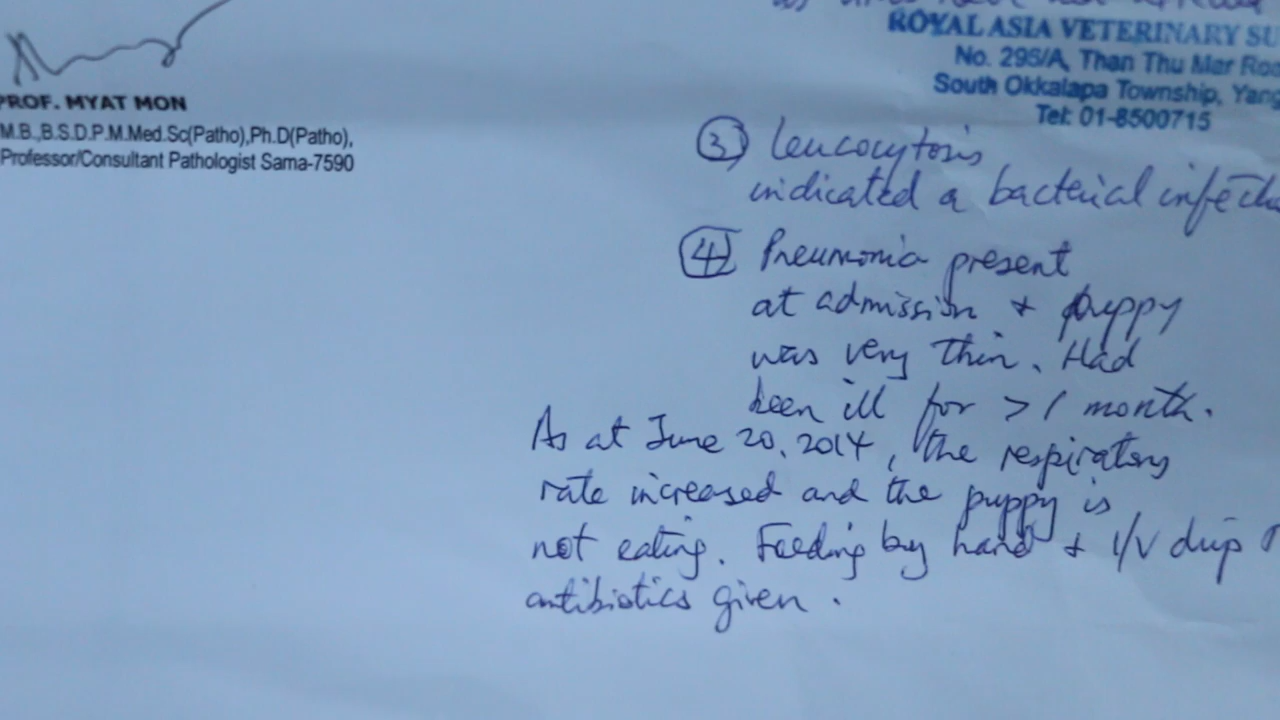 ROYAL ASIA VETERINARY SU
No. 296/A, Than Thu Mar Roa
South Okkalapa Township, Yang
Tel: 01-8500715
PROF. MYAT MON
M.B.,B.S.D.P.M.Med.Sc(Patho),Ph.D(Patho),
Professor/Consultant Pathologist Sama-7590
③ Leucocytosis
indicated a bacterial infectio
④ Pneumonia present
at admission + puppy
was very thin. Had
been ill for > 1 month.
As at June 20, 2014, the respiratory
rate increased and the puppy is
not eating. Feeding by hand + I/V drip
antibiotics given.